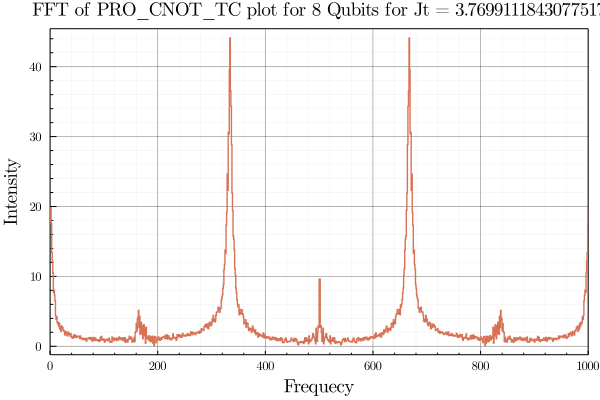 FFT of PRO_CNOT_TC plot for 8 Qubits for Jt = 3.7699111843077517
Intensity
40
30
20
10
0
0 200 400 600 800 1000
Frequecy